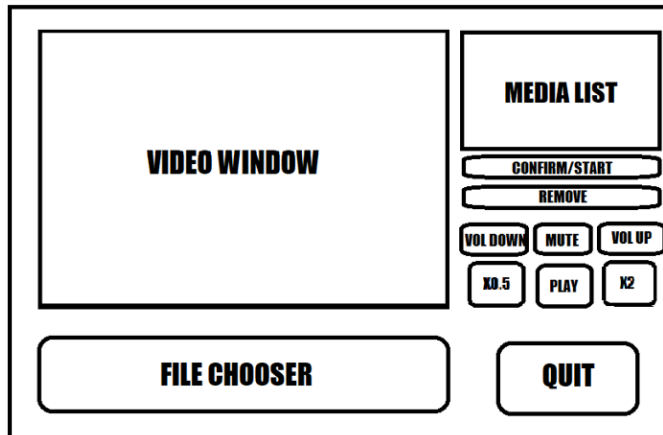 VIDEO WINDOW
MEDIA LIST
CONFIRM/START
REMOVE
VOL DOWN
MUTE
VOL UP
X0.5
PLAY
X2
FILE CHOOSER
QUIT